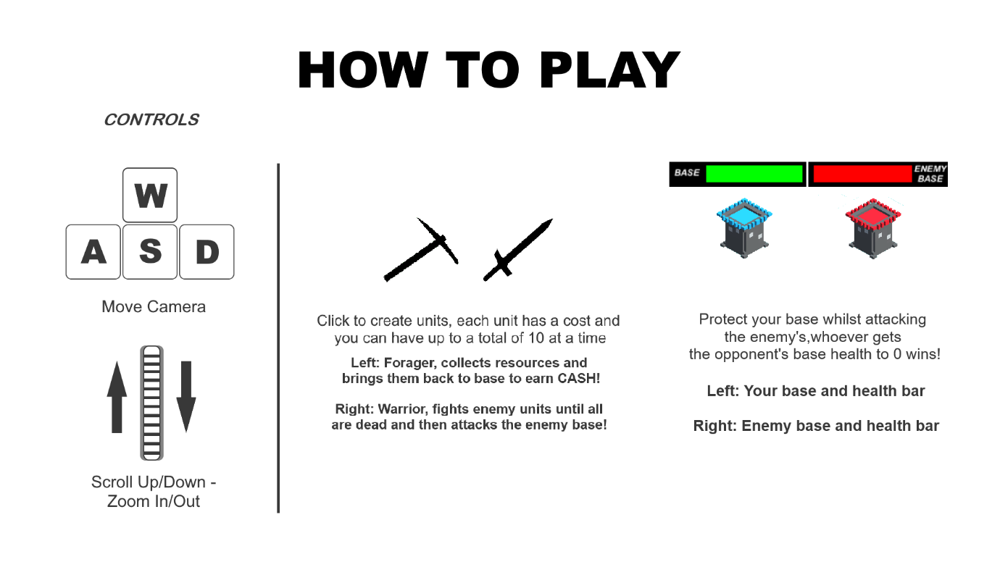 HOW TO PLAY
CONTROLS
W
A S D
Move Camera
Scroll Up/Down -
Zoom In/Out
Click to create units, each unit has a cost and
you can have up to a total of 10 at a time
Left: Forager, collects resources and
brings them back to base to earn CASH!
Right: Warrior, fights enemy units until all
are dead and then attacks the enemy base!
BASE
ENEMY
BASE
Protect your base whilst attacking
the enemy's,whoever gets
the opponent's base health to 0 wins!
Left: Your base and health bar
Right: Enemy base and health bar